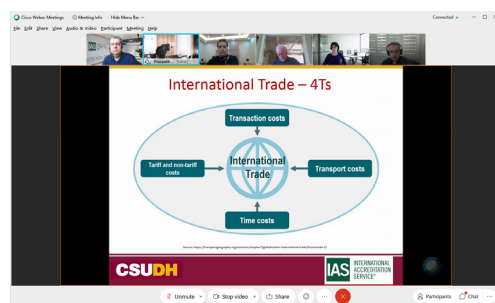 Cisco Webex Meetings
Meeting Info
Hide Menu Bar
Connected
File Edit Share View Audio & Video Participant Meeting Help
IAS
International Trade – 4Ts
Transaction costs
Tariff and non-tariff
costs
International
Trade
Transport costs
Time costs
CSUDH
IAS
INTERNATIONAL
ACCREDITATION
SERVICE®
Unmute
Stop video
Share
Participants
Chat